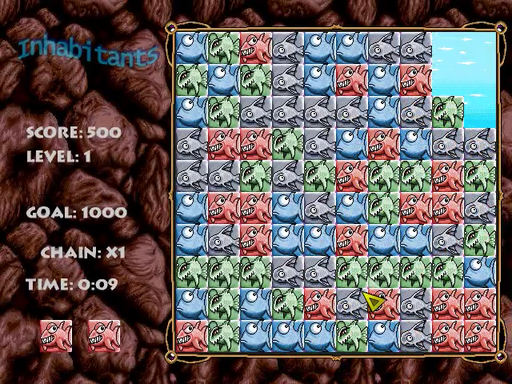 Inhabitants
SCORE: 500
LEVEL: 1
GOAL: 1000
CHAIN: X1
TIME: 0:09